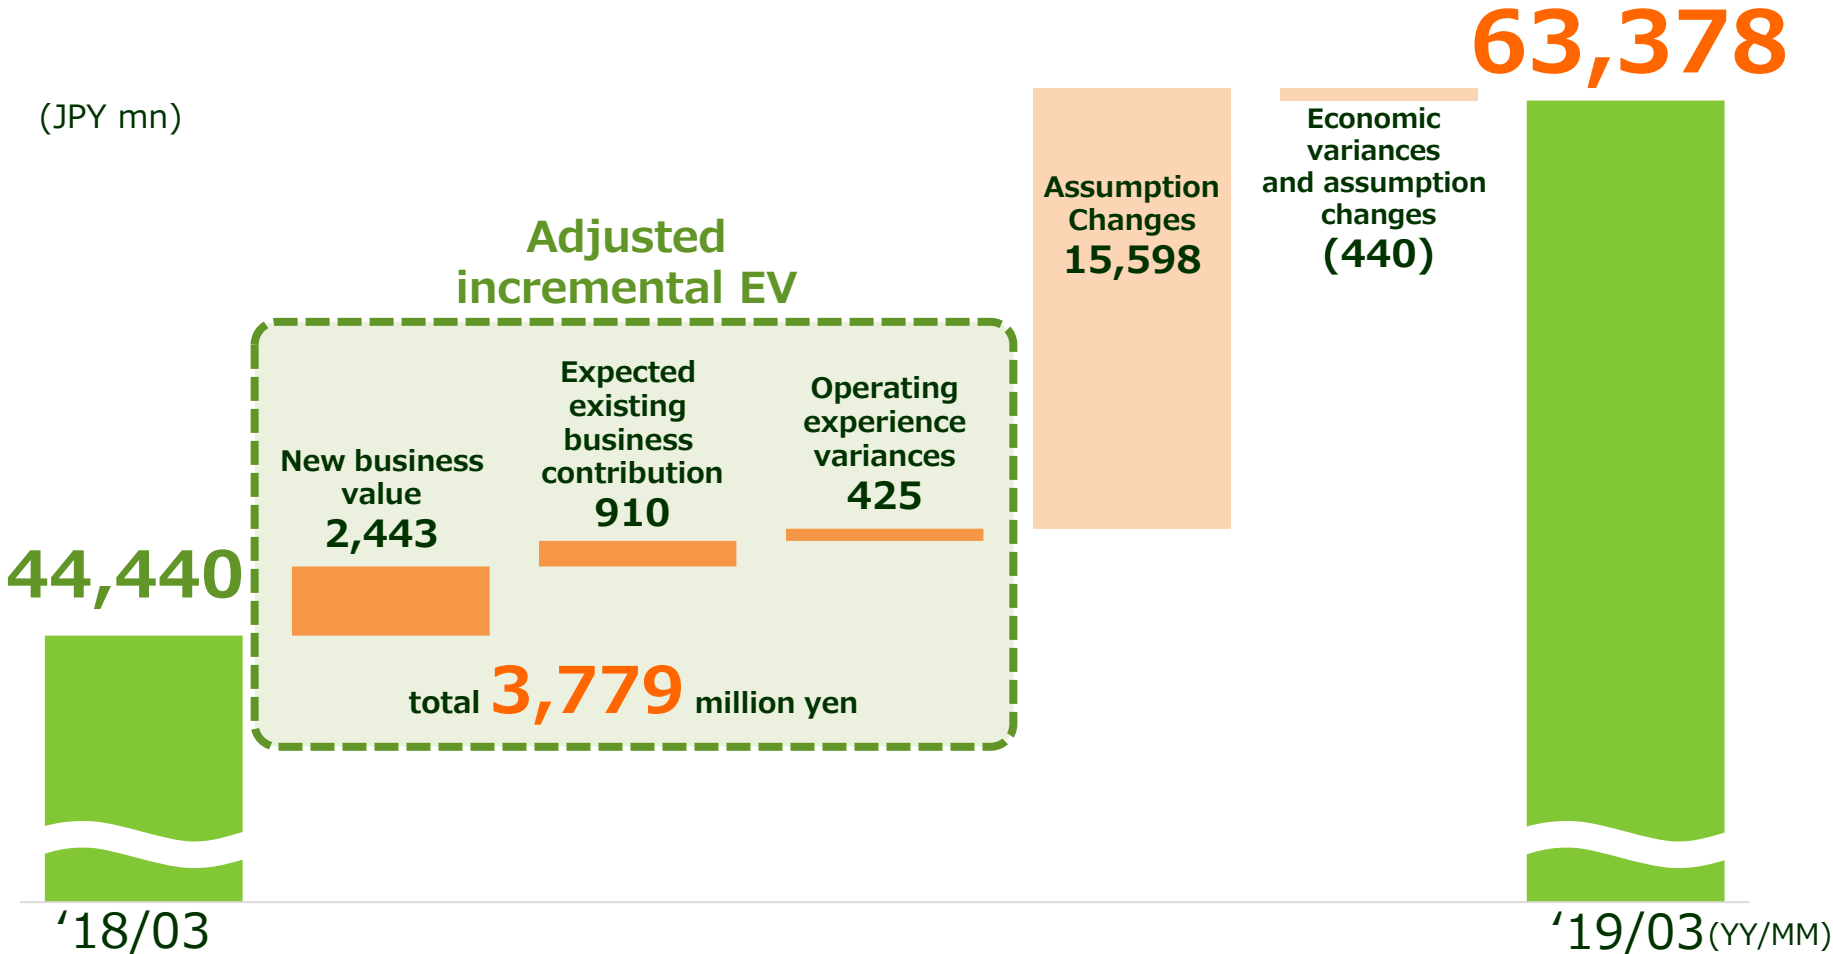 63,378
(JPY mn)
Economic
variances
and assumption
changes
(440)
Assumption
Changes
15,598
Adjusted
incremental EV
Expected
existing
business
contribution
910
Operating
experience
variances
425
New business
value
2,443
44,440
total 3,779 million yen
‘18/03
‘19/03 (YY/MM)